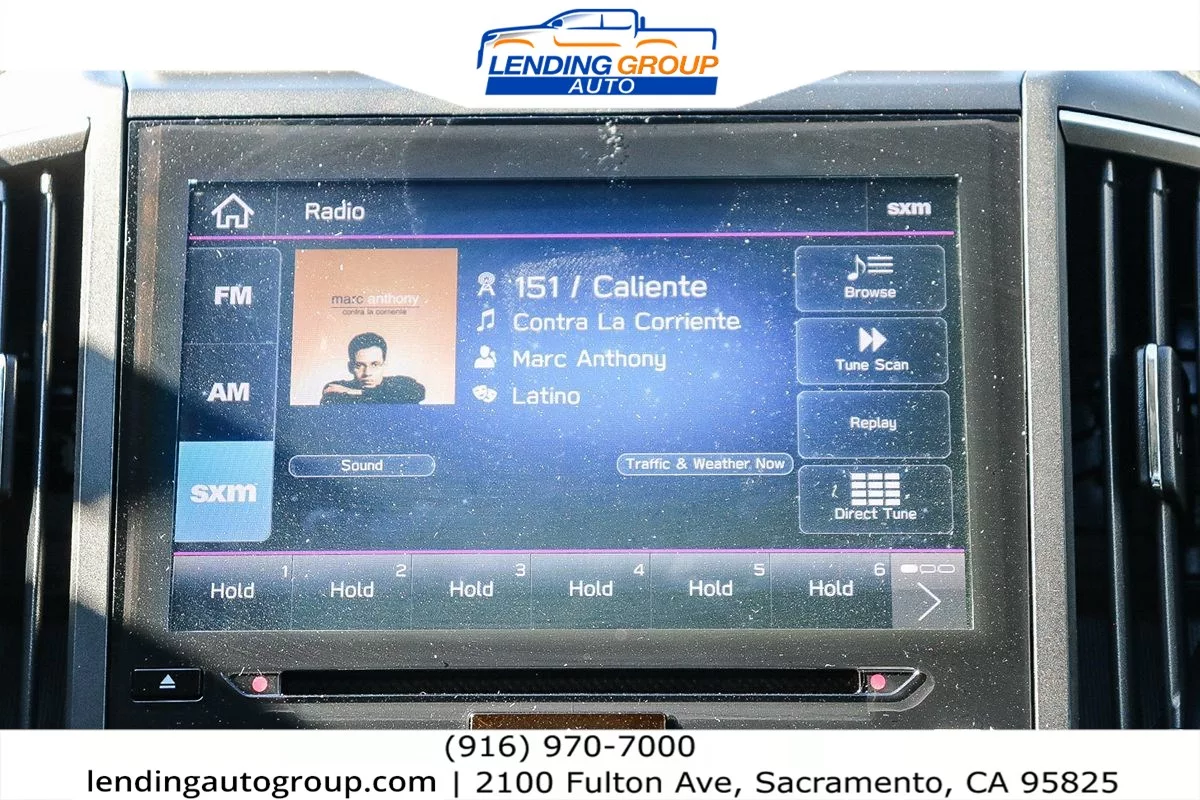 LENDING GROUP
AUTO
Radio
sxm
FM
AM
sxm
marc anthony
contra la corriente
151 / Caliente
Contra La Corriente
Marc Anthony
Latino
Browse
Tune Scan
Replay
Direct Tune
Sound
Traffic & Weather Now
1 2 3 4 5 6
Hold Hold Hold Hold Hold Hold
(916) 970-7000
lendingautogroup.com | 2100 Fulton Ave, Sacramento, CA 95825